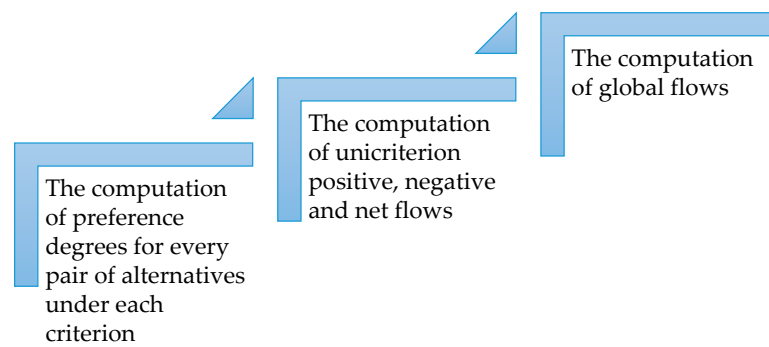 The computation
of preference
degrees for every
pair of alternatives
under each
criterion
The computation
of unicriterion
positive, negative
and net flows
The computation
of global flows